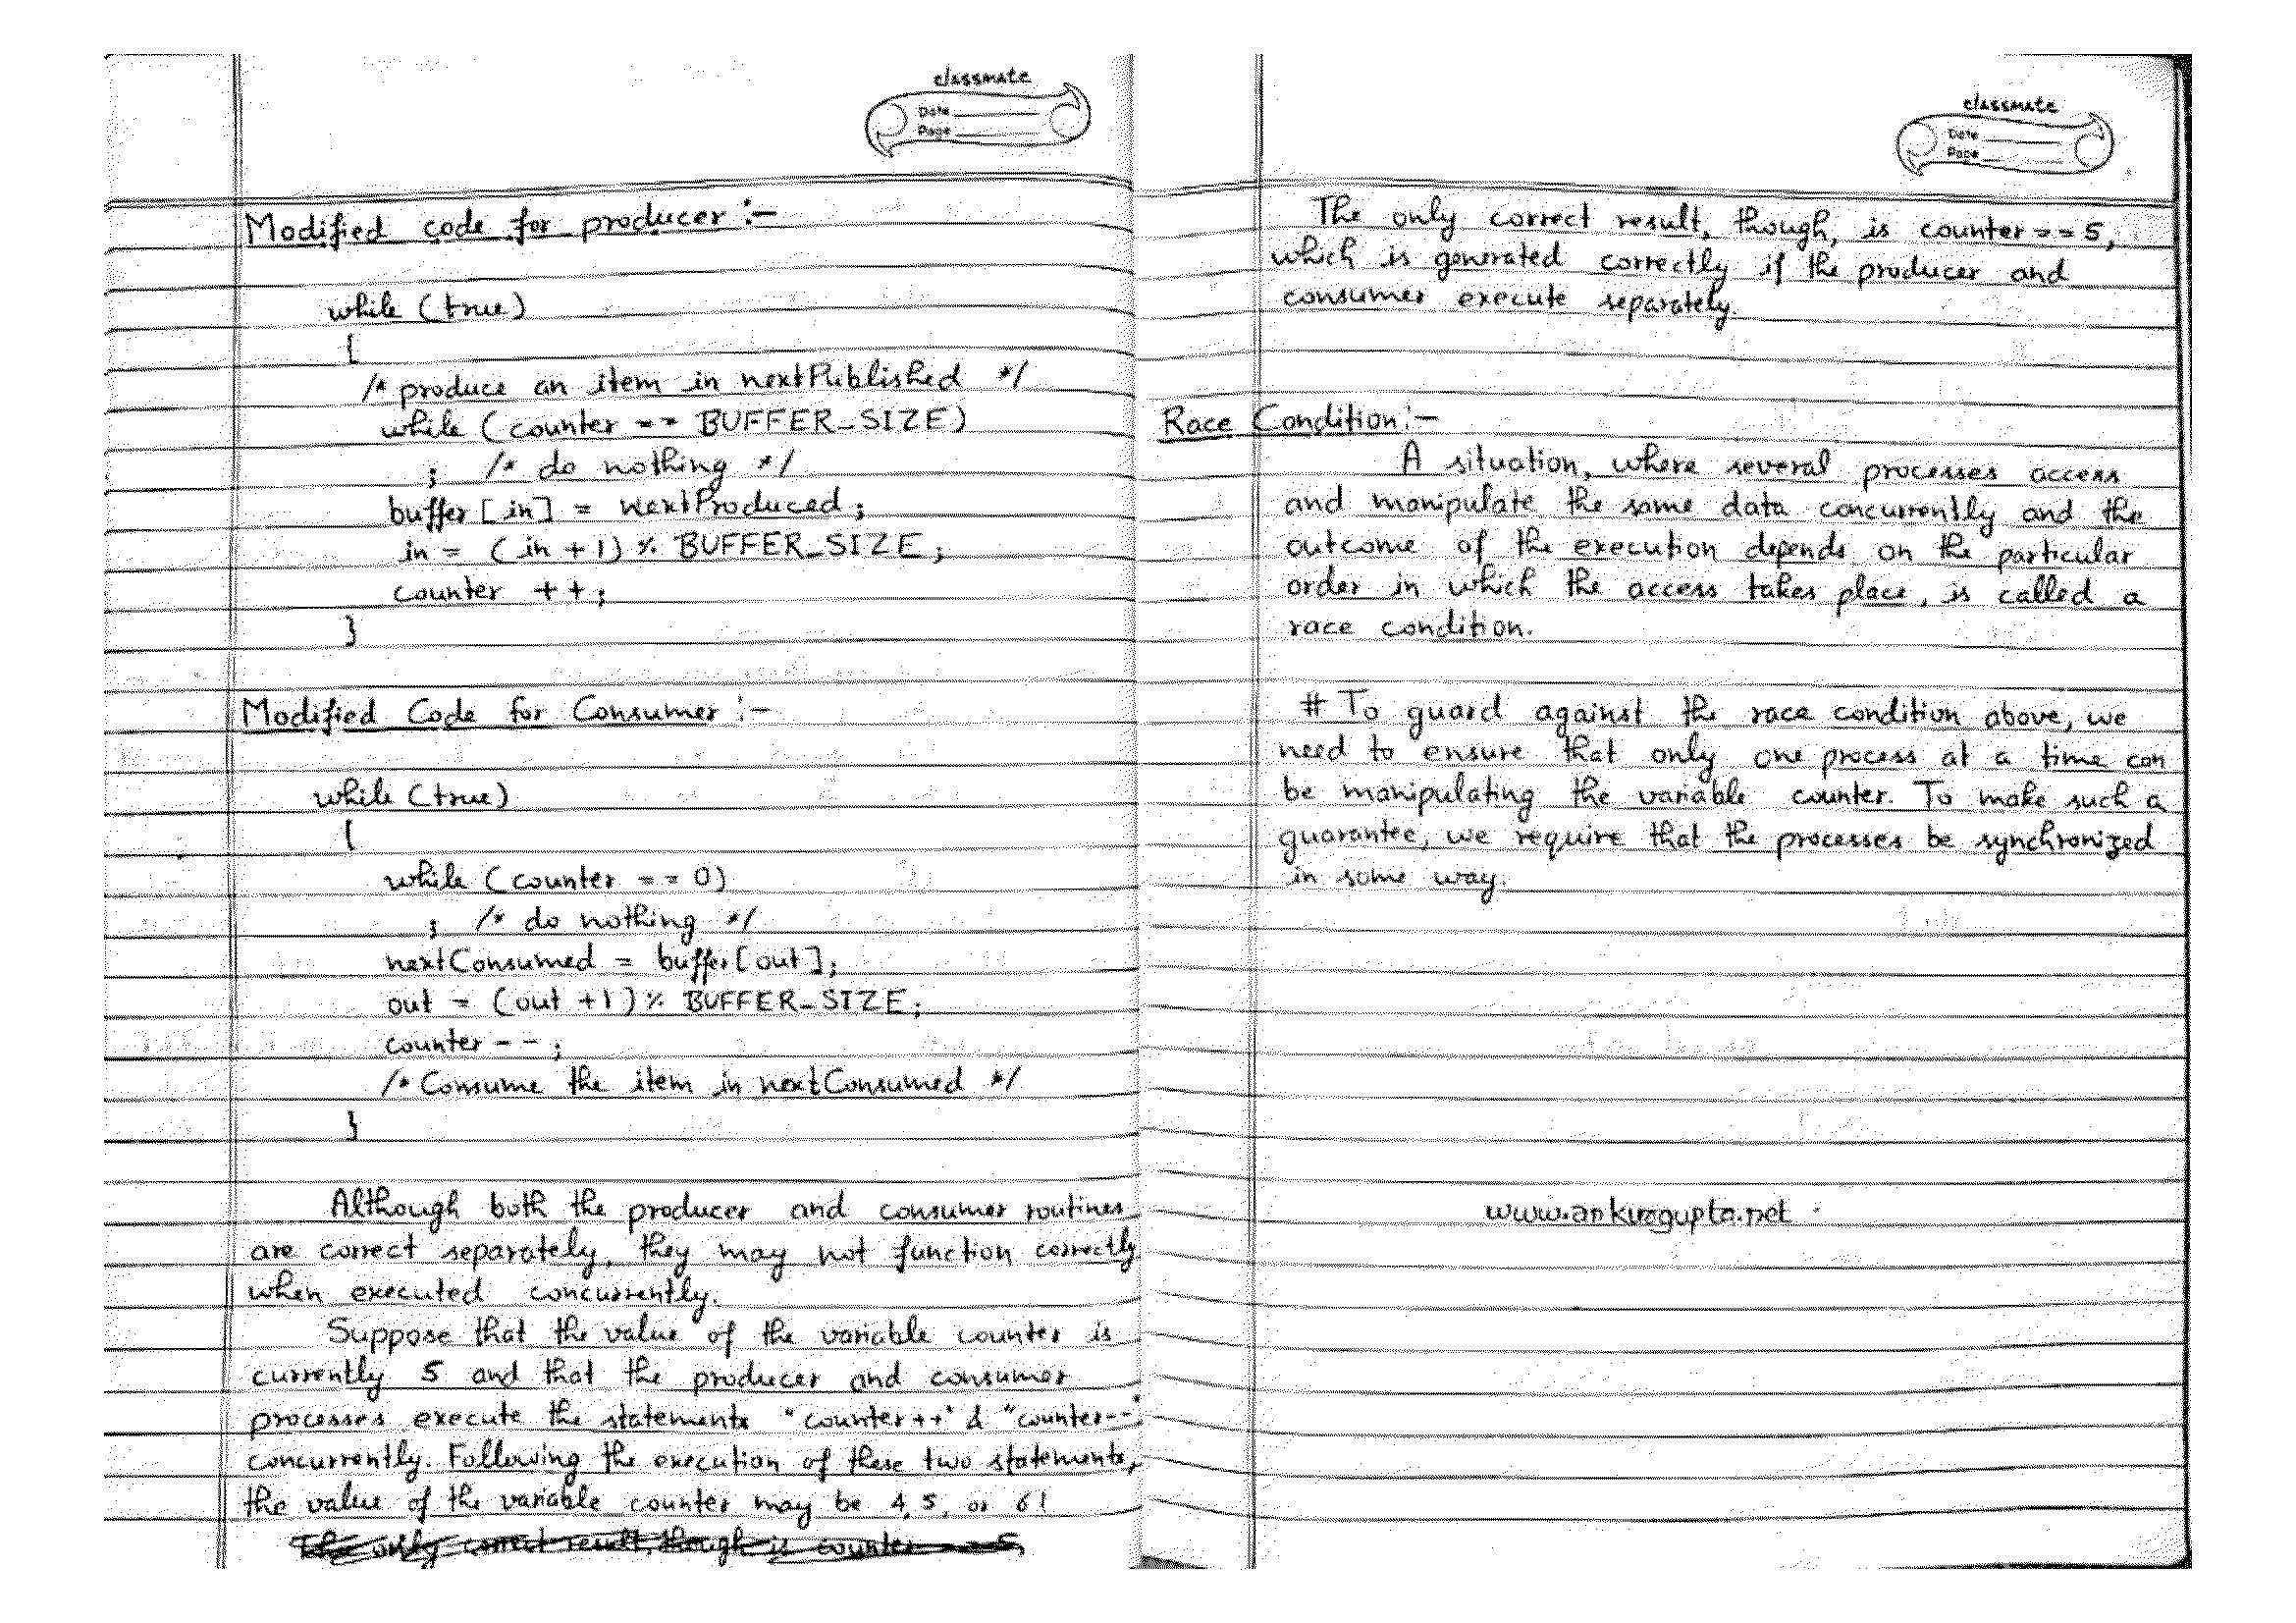 classmate
Date
Page
Modified code for producer :-
while (true)
{
/* produce an item in nextPublished */
while (counter == BUFFER_SIZE)
; /* do nothing */
buffer [in] = nextProduced ;
in = (in + 1) % BUFFER_SIZE ;
counter ++ ;
}
Modified Code for Consumer :-
while (true)
{
while (counter == 0)
; /* do nothing */
nextConsumed = buffer[out];
out = (out +1) % BUFFER_SIZE;
counter -- ;
/* Consume the item in nextConsumed */
}
Although both the producer and consumer routines
are correct separately, they may not function correctly
when executed concurrently.
Suppose that the value of the variable counter is
currently 5 and that the producer and consumer
processes execute the statements "counter++" & "counter--"
concurrently. Following the execution of these two statements,
the value of the variable counter may be 4, 5, or 6!
The only correct result, though is counter == 5,
classmate
Date
Page
The only correct result, though, is counter == 5,
which is generated correctly if the producer and
consumer execute separately.
Race Condition :-
A situation, where several processes access
and manipulate the same data concurrently and the
outcome of the execution depends on the particular
order in which the access takes place, is called a
race condition.
# To guard against the race condition above, we
need to ensure that only one process at a time can
be manipulating the variable counter. To make such a
guarantee, we require that the processes be synchronized
in some way.
www.ankurgupta.net